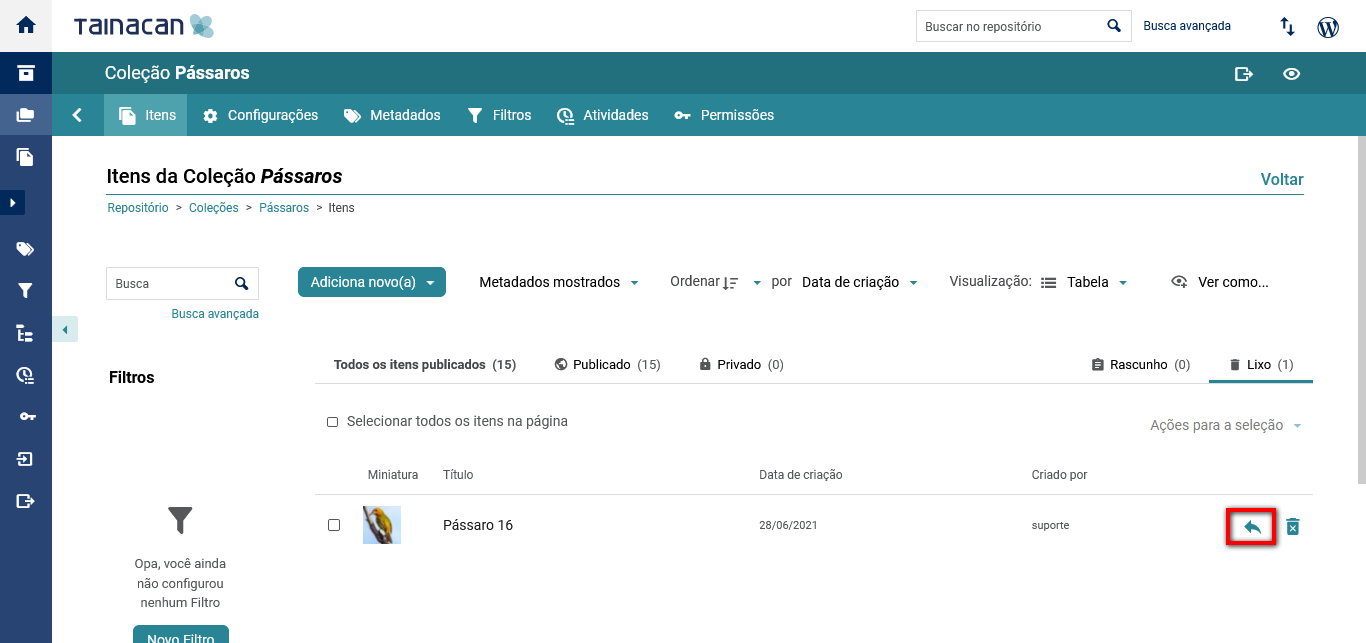 TAINACAN
Buscar no repositório
Busca avançada
Coleção Pássaros
Itens
Configurações
Metadados
Filtros
Atividades
Permissões
Itens da Coleção Pássaros
Voltar
Repositório > Coleções > Pássaros > Itens
Busca
Adiciona novo(a)
Metadados mostrados
Ordenar
por
Data de criação
Visualização:
Tabela
Ver como...
Busca avançada
Todos os itens publicados (15)
Publicado (15)
Privado (0)
Rascunho (0)
Lixo (1)
Filtros
Selecionar todos os itens na página
Ações para a seleção
Miniatura
Título
Data de criação
Criado por
Pássaro 16
28/06/2021
suporte
Opa, você ainda
não configurou
nenhum Filtro
Novo Filtro